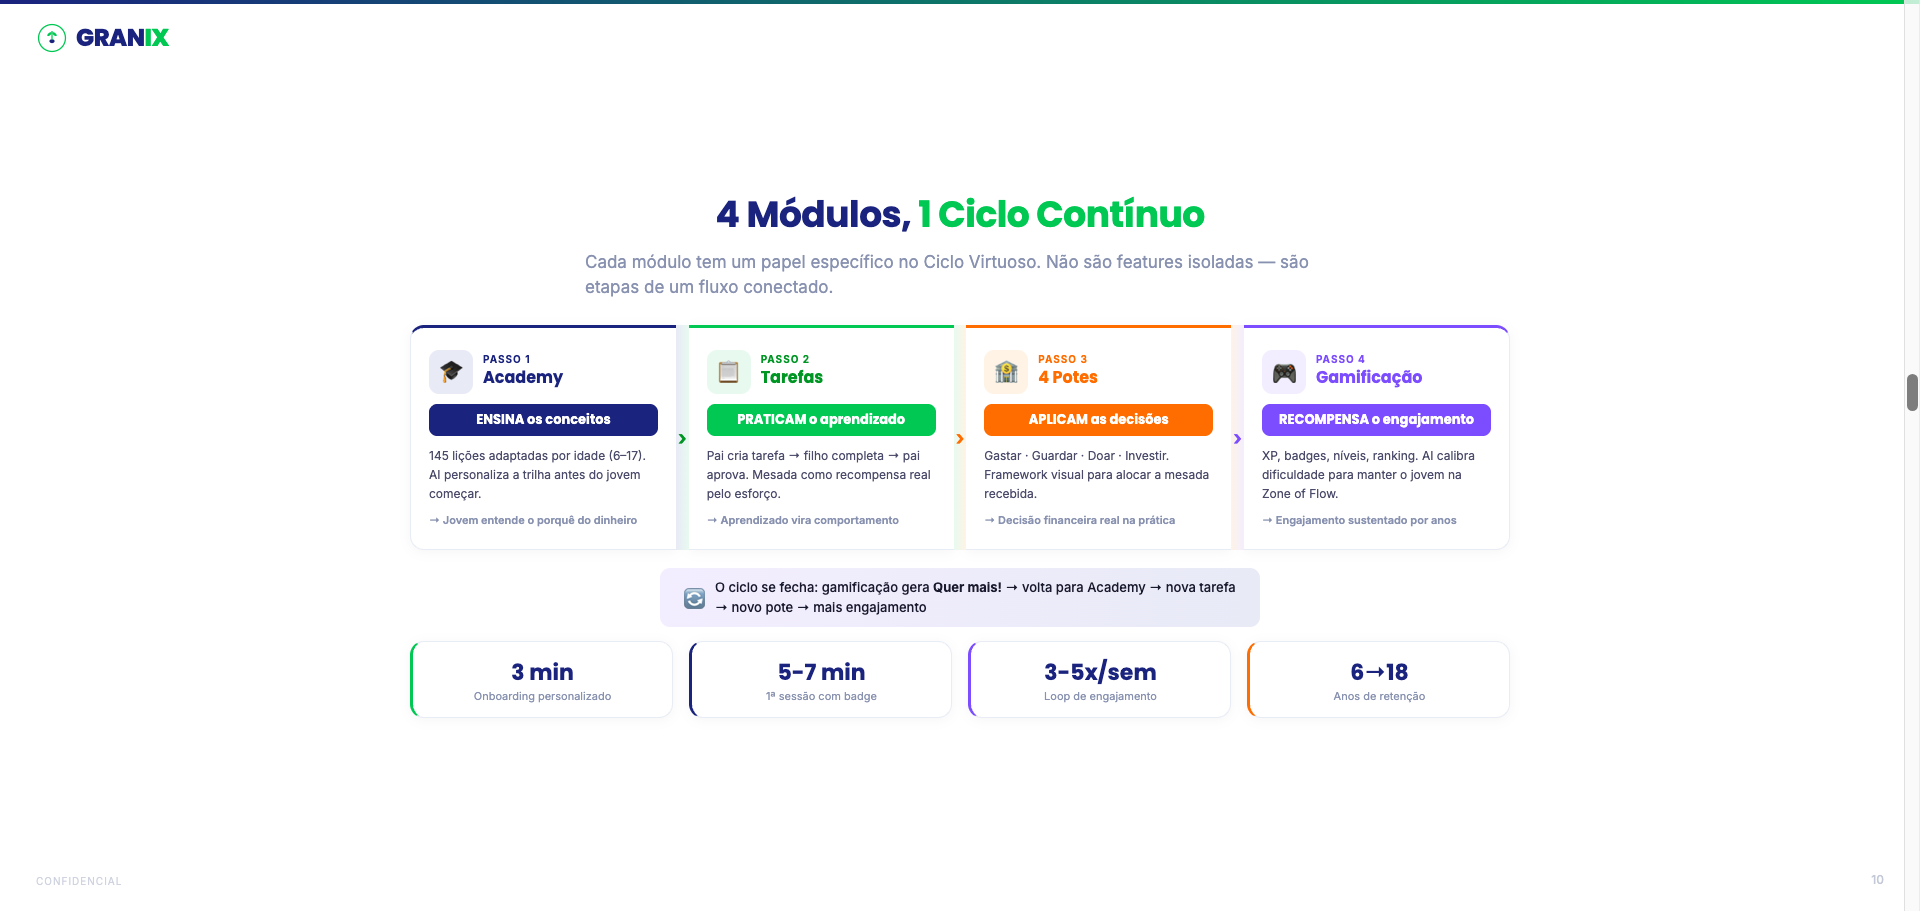 GRANIX
4 Módulos, 1 Ciclo Contínuo
Cada módulo tem um papel específico no Ciclo Virtuoso. Não são features isoladas — são
etapas de um fluxo conectado.
PASSO 1
Academy
ENSINA os conceitos
145 lições adaptadas por idade (6–17).
AI personaliza a trilha antes do jovem
começar.
→ Jovem entende o porquê do dinheiro
›
PASSO 2
Tarefas
PRATICAM o aprendizado
Pai cria tarefa → filho completa → pai
aprova. Mesada como recompensa real
pelo esforço.
→ Aprendizado vira comportamento
›
PASSO 3
4 Potes
APLICAM as decisões
Gastar · Guardar · Doar · Investir.
Framework visual para alocar a mesada
recebida.
→ Decisão financeira real na prática
›
PASSO 4
Gamificação
RECOMPENSA o engajamento
XP, badges, níveis, ranking. AI calibra
dificuldade para manter o jovem na
Zone of Flow.
→ Engajamento sustentado por anos
O ciclo se fecha: gamificação gera Quer mais! → volta para Academy → nova tarefa
→ novo pote → mais engajamento
3 min
Onboarding personalizado
5–7 min
1ª sessão com badge
3–5x/sem
Loop de engajamento
6→18
Anos de retenção
CONFIDENCIAL
10